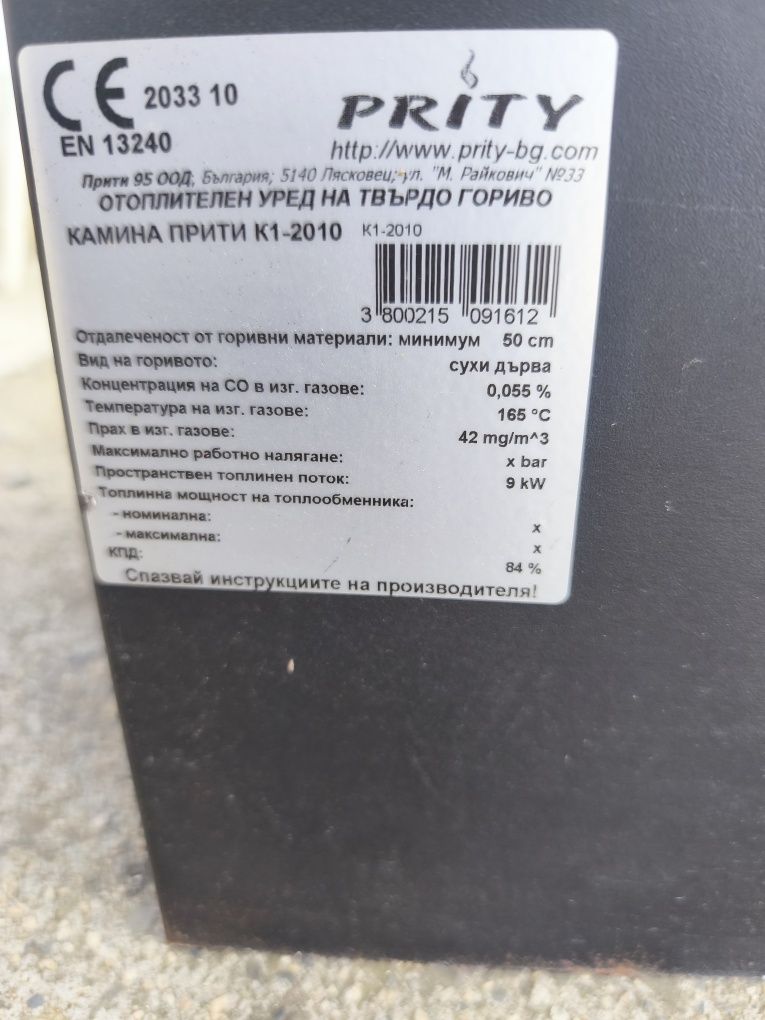 CE 2033 10
PRITY
EN 13240
http://www.prity-bg.com
Прити 95 ООД, България; 5140 Лясковец; ул. "М. Райкович" №33
ОТОПЛИТЕЛЕН УРЕД НА ТВЪРДО ГОРИВО
КАМИНА ПРИТИ К1-2010 К1-2010
3 800215 091612
Отдалеченост от горивни материали: минимум 50 cm
Вид на горивото: сухи дърва
Концентрация на СО в изг. газове: 0,055 %
Температура на изг. газове: 165 °C
Прах в изг. газове: 42 mg/m^3
Максимално работно налягане: x bar
Пространствен топлинен поток: 9 kW
Топлинна мощност на топлообменника:
- номинална: x
- максимална: x
КПД: 84 %
Спазвай инструкциите на производителя!